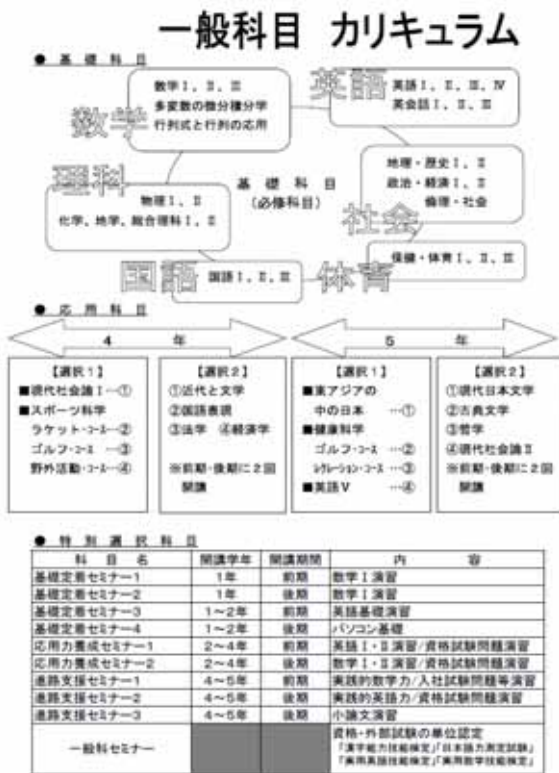 一般科目 カリキュラム
● 基 礎 科 目
数学
数学Ⅰ、Ⅱ、Ⅲ
多変数の微分積分学
行列式と行列の応用
英語
英語Ⅰ、Ⅱ、Ⅲ、Ⅳ
英会話Ⅰ、Ⅱ、Ⅲ
理科
物理Ⅰ、Ⅱ
化学、地学、総合理科Ⅰ、Ⅱ
基 礎 科 目
(必修科目)
地理・歴史Ⅰ、Ⅱ
政治・経済Ⅰ、Ⅱ
倫理・社会
社会
国語
国語Ⅰ、Ⅱ、Ⅲ
体育
保健・体育Ⅰ、Ⅱ、Ⅲ
● 応 用 科 目
4 年
5 年
【選択1】
■現代社会論Ⅰ…①
■スポーツ科学
ラケット・コース…②
ゴルフ・コース …③
野外活動・コース…④
【選択2】
①近代と文学
②国語表現
③法学 ④経済学
※前期・後期に2回
開講
【選択1】
■東アジアの
中の日本 …①
■健康科学
ゴルフ・コース …②
レクレーション・コース …③
■英語Ⅴ …④
【選択2】
①現代日本文学
②古典文学
③哲学
④現代社会論Ⅱ
※前期・後期に2回
開講
● 特 別 選 択 科 目
科 目 名 開講学年 開講期間 内 容
基礎定着セミナー1 1年 前期 数学Ⅰ演習
基礎定着セミナー2 1年 後期 数学Ⅰ演習
基礎定着セミナー3 1～2年 前期 英語基礎演習
基礎定着セミナー4 1～2年 後期 パソコン基礎
応用力養成セミナー1 2～4年 前期 英語Ⅰ・Ⅱ演習/資格試験問題演習
応用力養成セミナー2 2～4年 後期 数学Ⅰ・Ⅱ演習/資格試験問題演習
進路支援セミナー1 4～5年 前期 実践的数学力/入社試験問題等演習
進路支援セミナー2 4～5年 後期 実践的英語力/資格試験問題演習
進路支援セミナー3 4～5年 後期 小論文演習
一般科セミナー 資格・外部試験の単位認定
「漢字能力技能検定」「日本語力測定試験」
「実用英語技能検定」「実用数学技能検定」